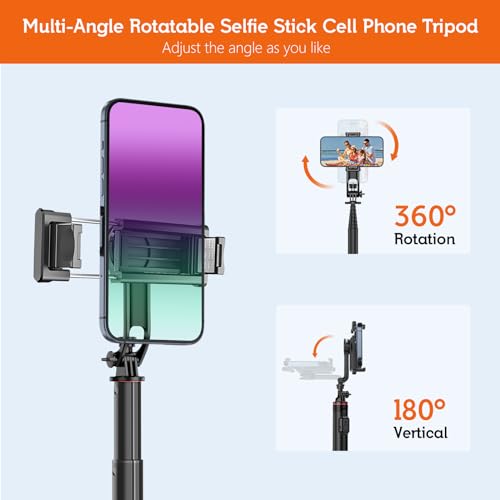 Multi-Angle Rotatable Selfie Stick Cell Phone Tripod
Adjust the angle as you like
360°
Rotation
180°
Vertical